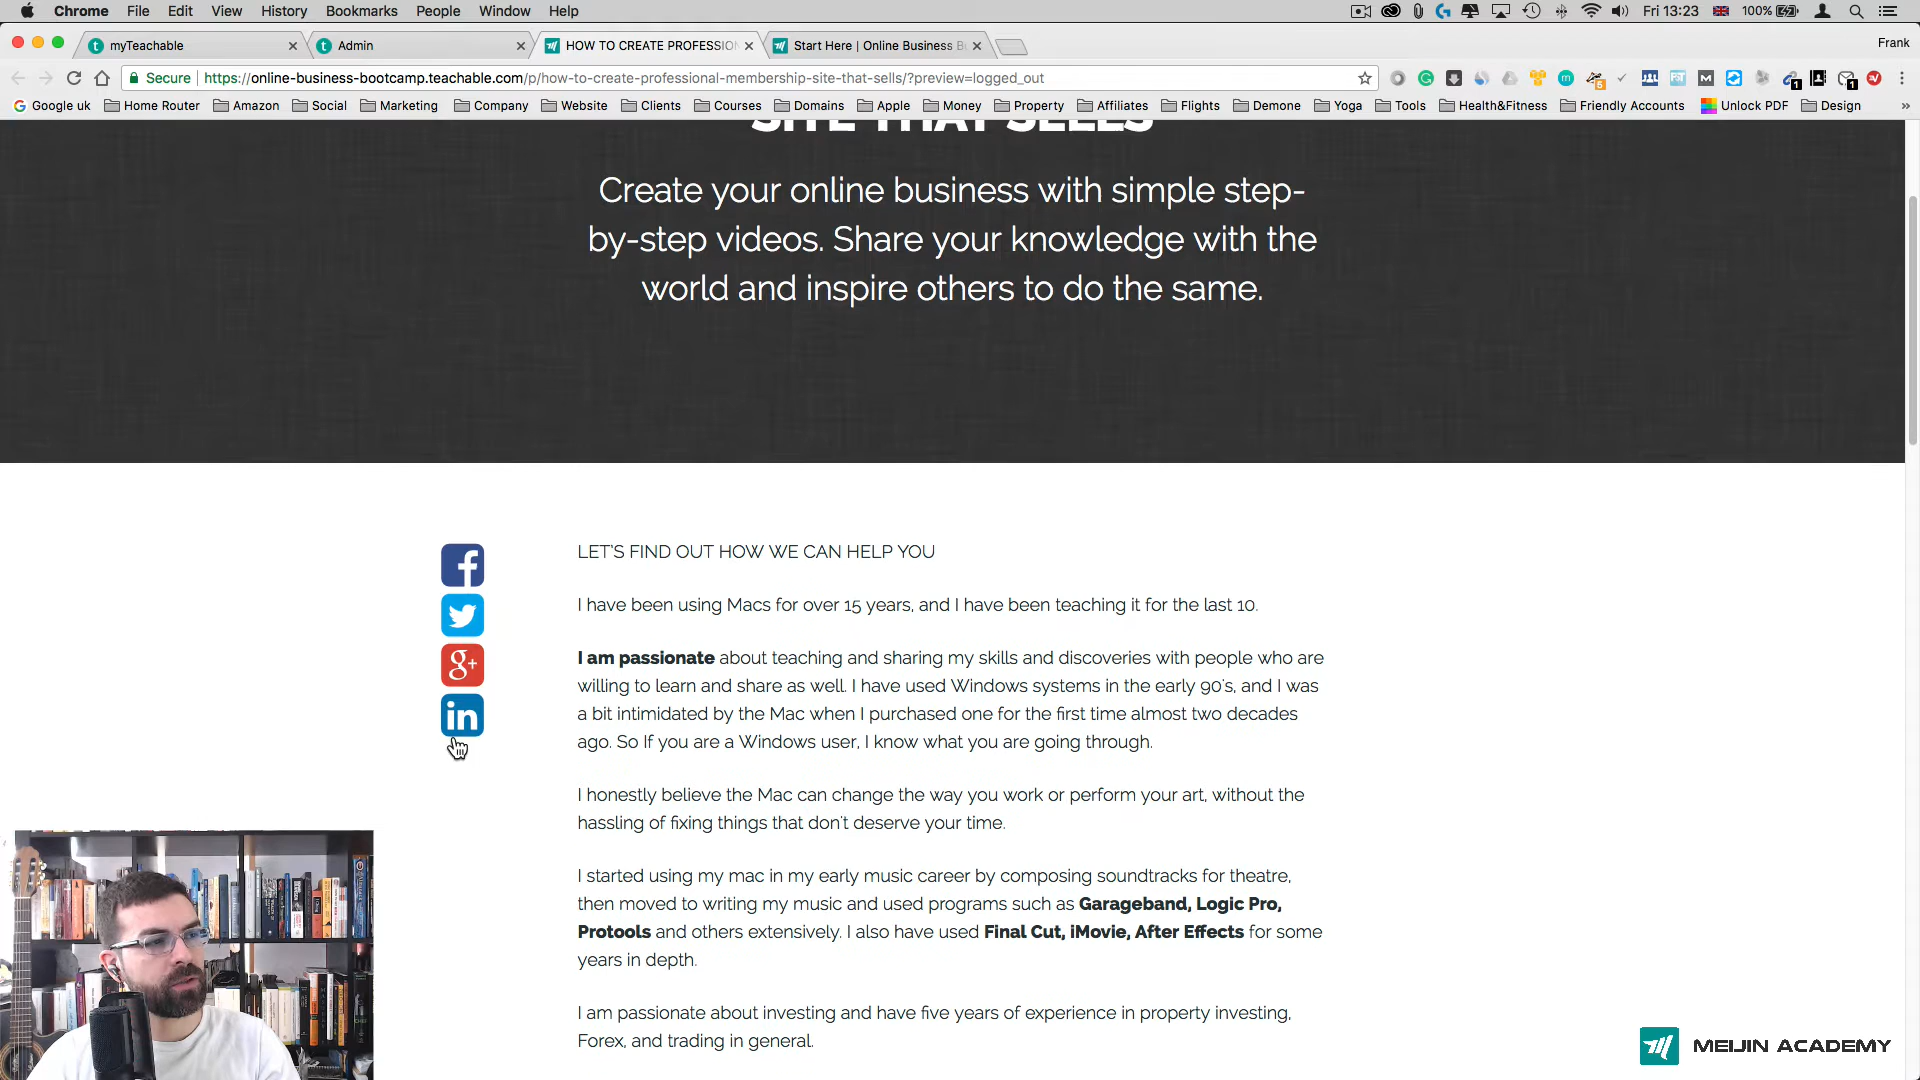 Chrome File Edit View History Bookmarks People Window Help Fri 13:23 100%
myTeachable Admin HOW TO CREATE PROFESSION Start Here | Online Business B Frank
Secure https://online-business-bootcamp.teachable.com/p/how-to-create-professional-membership-site-that-sells/?preview=logged_out
Google uk Home Router Amazon Social Marketing Company Website Clients Courses Domains Apple Money Property Affiliates Flights Demone Yoga Tools Health&Fitness Friendly Accounts Unlock PDF Design
SITE THAT SELLS
Create your online business with simple step-
by-step videos. Share your knowledge with the
world and inspire others to do the same.
LET'S FIND OUT HOW WE CAN HELP YOU
I have been using Macs for over 15 years, and I have been teaching it for the last 10.
I am passionate about teaching and sharing my skills and discoveries with people who are
willing to learn and share as well. I have used Windows systems in the early 90's, and I was
a bit intimidated by the Mac when I purchased one for the first time almost two decades
ago. So If you are a Windows user, I know what you are going through.
I honestly believe the Mac can change the way you work or perform your art, without the
hassling of fixing things that don't deserve your time.
I started using my mac in my early music career by composing soundtracks for theatre,
then moved to writing my music and used programs such as Garageband, Logic Pro,
Protools and others extensively. I also have used Final Cut, iMovie, After Effects for some
years in depth.
I am passionate about investing and have five years of experience in property investing,
Forex, and trading in general.
MEIJIN ACADEMY